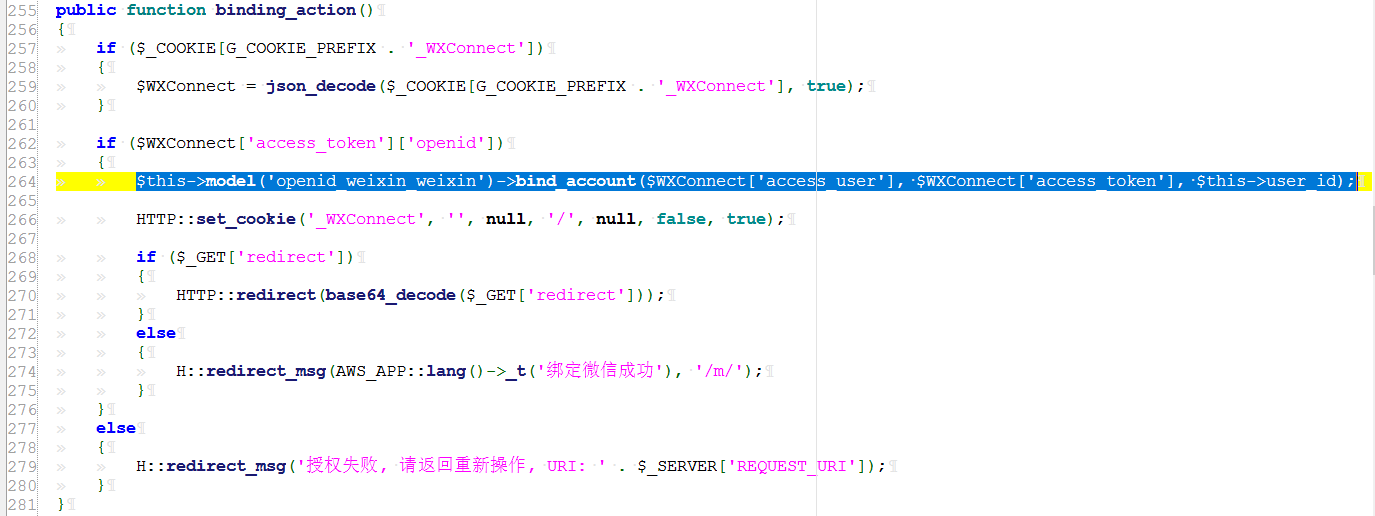 255 public function binding_action()
256 {
257 if ($_COOKIE[G_COOKIE_PREFIX . '_WXConnect'])
258 {
259 $WXConnect = json_decode($_COOKIE[G_COOKIE_PREFIX . '_WXConnect'], true);
260 }
261
262 if ($WXConnect['access_token']['openid'])
263 {
264 $this->model('openid_weixin_weixin')->bind_account($WXConnect['access_user'], $WXConnect['access_token'], $this->user_id);
265
266 HTTP::set_cookie('_WXConnect', '', null, '/', null, false, true);
267
268 if ($_GET['redirect'])
269 {
270 HTTP::redirect(base64_decode($_GET['redirect']));
271 }
272 else
273 {
274 H::redirect_msg(AWS_APP::lang()->_t('绑定微信成功'), '/m/');
275 }
276 }
277 else
278 {
279 H::redirect_msg('授权失败, 请返回重新操作, URI: ' . $_SERVER['REQUEST_URI']);
280 }
281 }